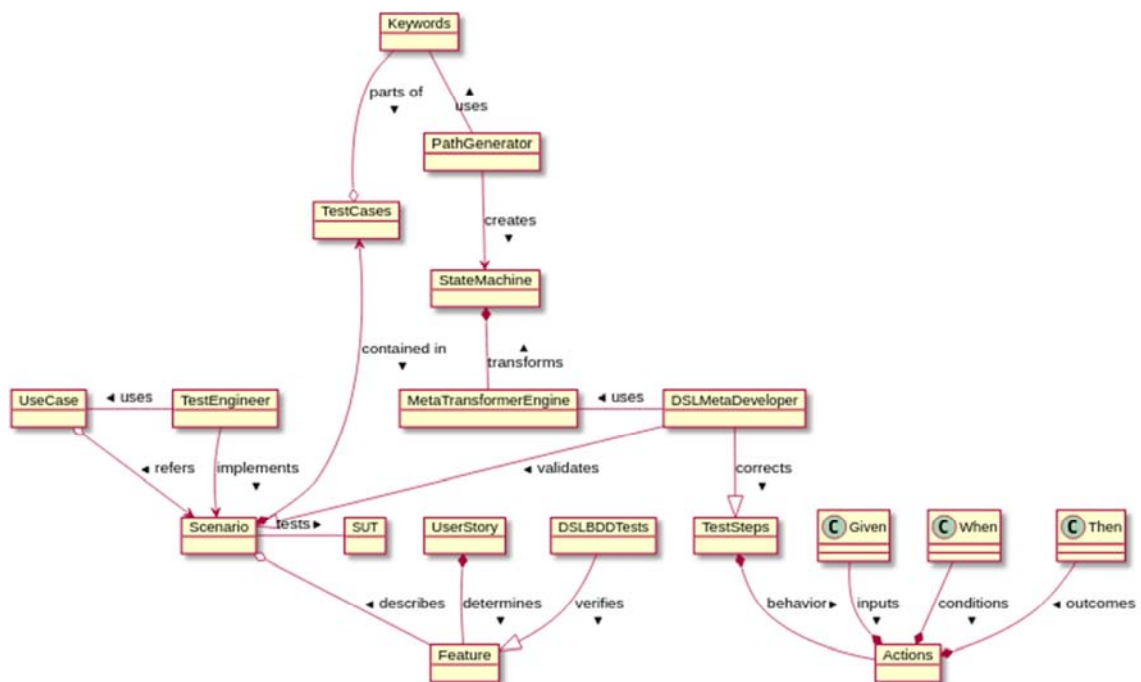 Keywords
parts of
▼
▲
uses
PathGenerator
TestCases
creates
▼
StateMachine
contained in
▼
▲
transforms
UseCase
◄ uses
TestEngineer
MetaTransformerEngine
◄ uses
DSLMetaDeveloper
◄ refers
implements
▼
◄ validates
corrects
▼
Scenario
tests ►
SUT
UserStory
DSLBDDTests
TestSteps
C Given
C When
C Then
◄ describes
determines
▼
verifies
▼
behavior ►
inputs
▼
conditions
▼
◄ outcomes
Feature
Actions